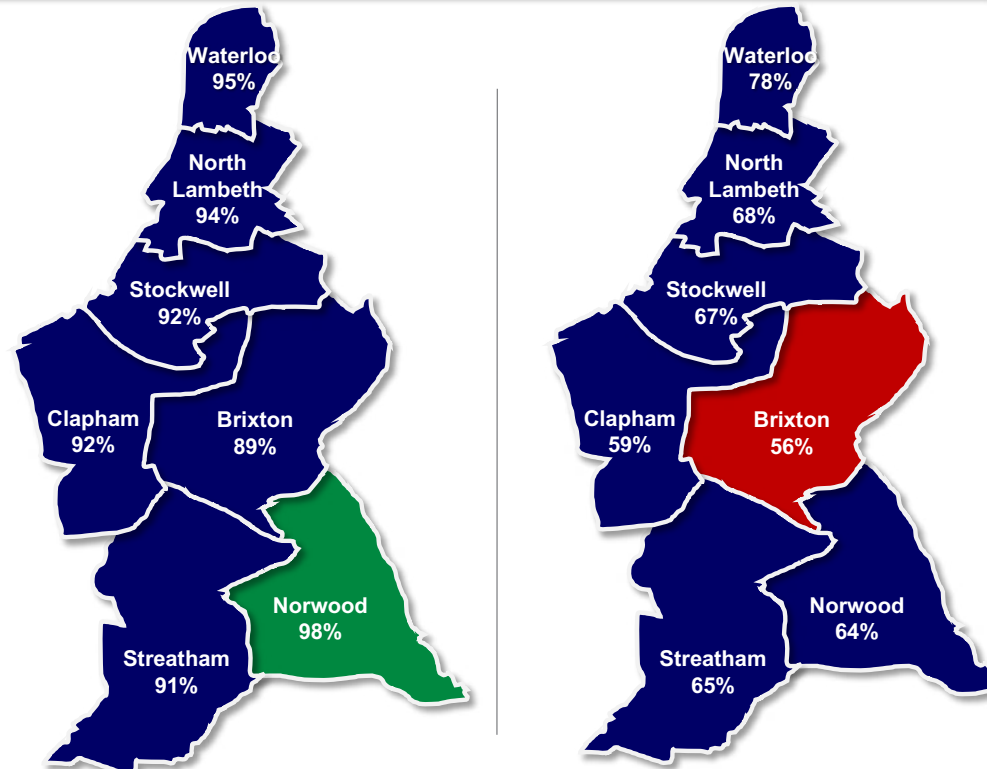 Waterloo
95%
North
Lambeth
94%
Stockwell
92%
Clapham
92%
Brixton
89%
Norwood
98%
Streatham
91%
Waterloo
78%
North
Lambeth
68%
Stockwell
67%
Clapham
59%
Brixton
56%
Norwood
64%
Streatham
65%